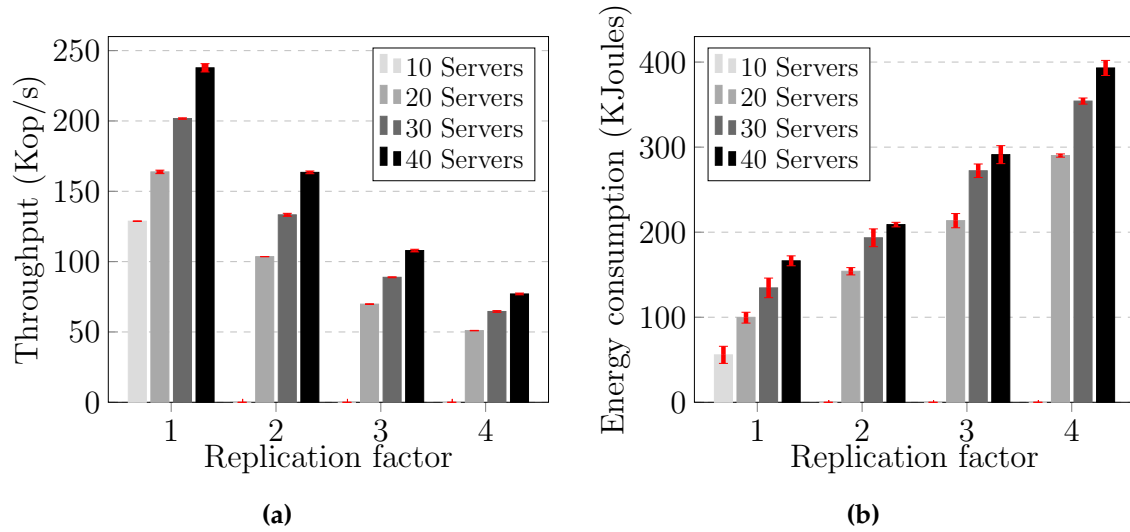 250
200
150
100
50
0
Throughput (Kop/s)
10 Servers
20 Servers
30 Servers
40 Servers
1 2 3 4
Replication factor
(a)
400
300
200
100
0
Energy consumption (KJoules)
10 Servers
20 Servers
30 Servers
40 Servers
1 2 3 4
Replication factor
(b)